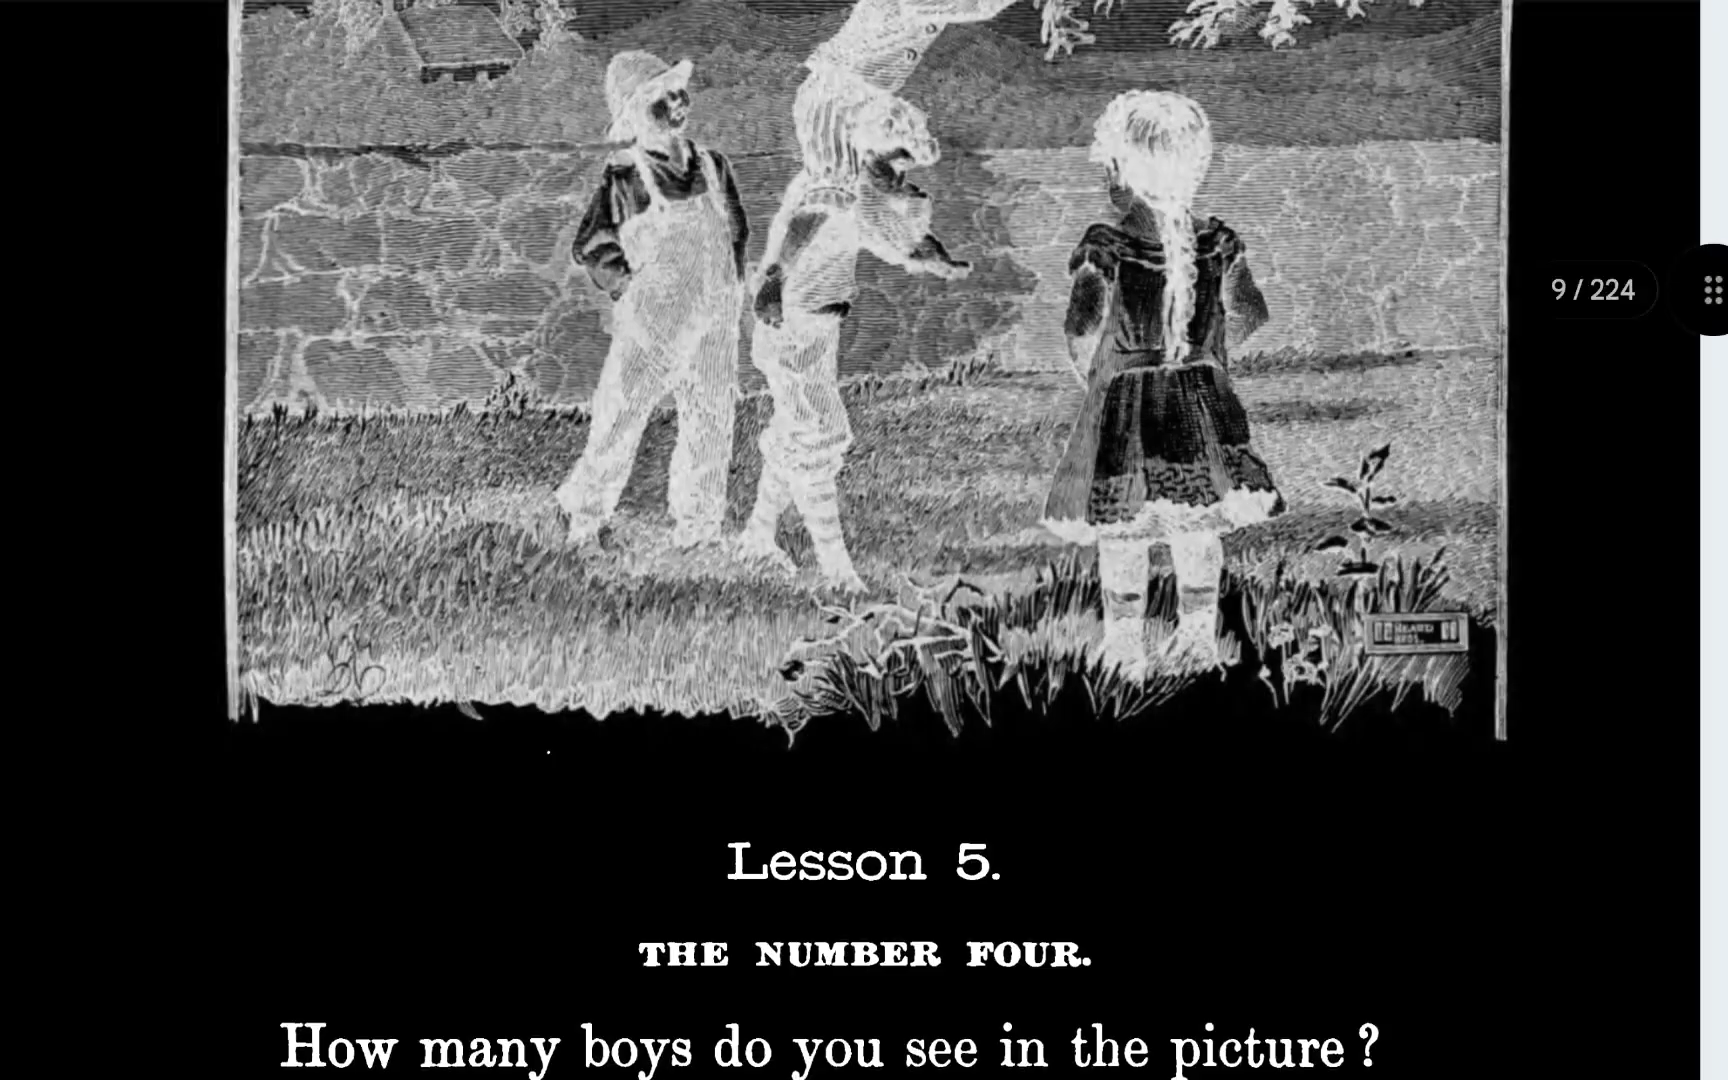 9 / 224
Lesson 5.
THE NUMBER FOUR.
How many boys do you see in the picture?